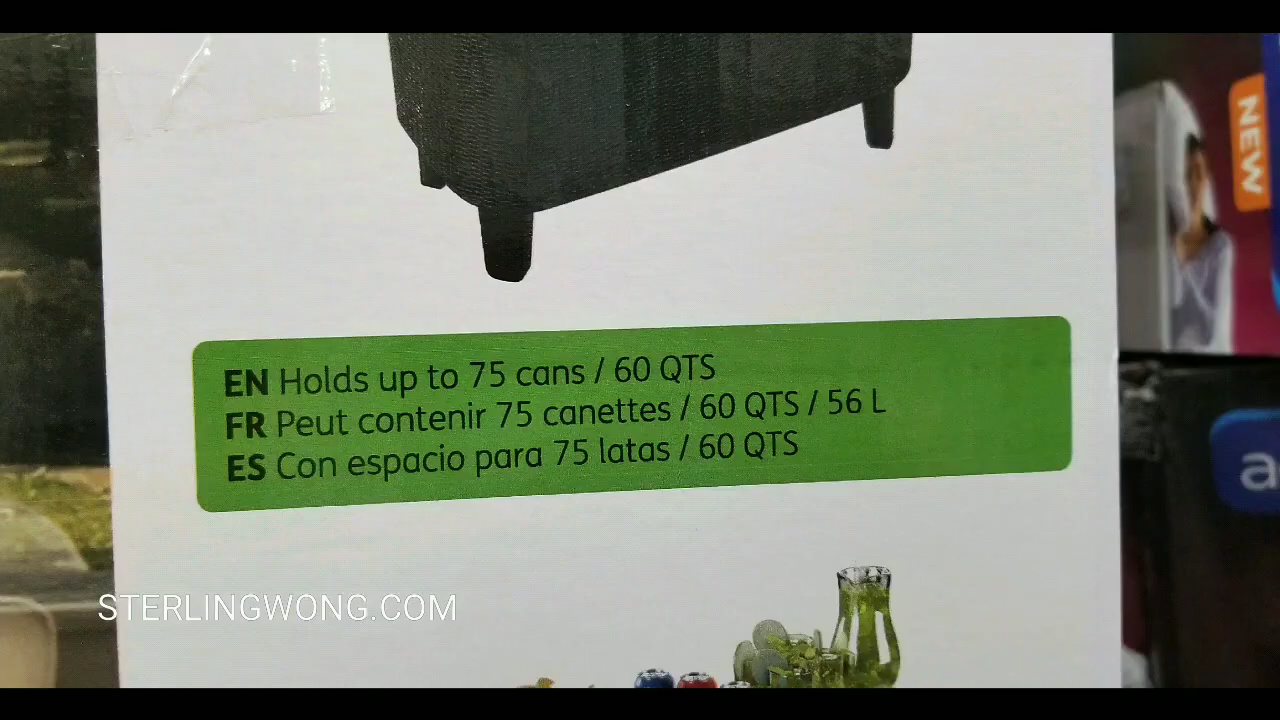 NEW
EN Holds up to 75 cans / 60 QTS
FR Peut contenir 75 canettes / 60 QTS / 56 L
ES Con espacio para 75 latas / 60 QTS
a
STERLINGWONG.COM